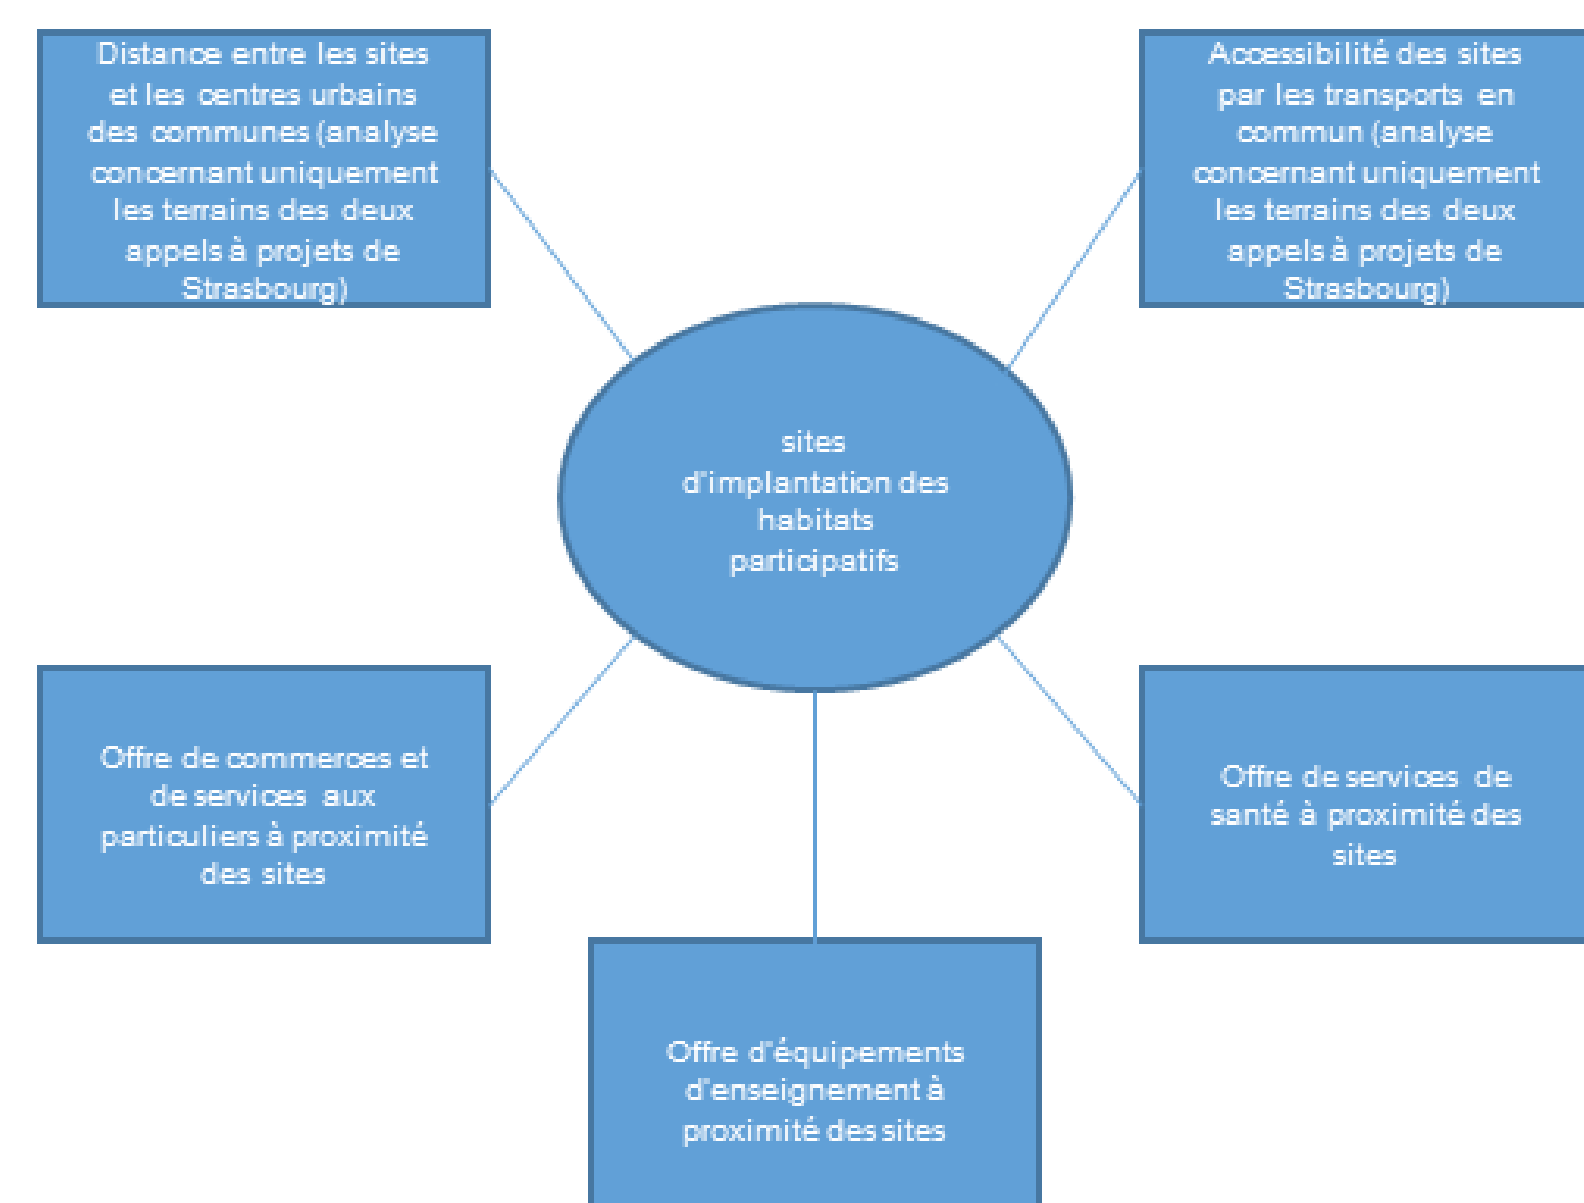 Distance entre les sites
et les centres urbains
des communes (analyse
concernant uniquement
les terrains des deux
appels à projets de
Strasbourg)
Accessibilité des sites
par les transports en
commun (analyse
concernant uniquement
les terrains des deux
appels à projets de
Strasbourg)
sites
d'implantation des
habitats
participatifs
Offre de commerces et
de services aux
particuliers à proximité
des sites
Offre de services de
santé à proximité des
sites
Offre d'équipements
d'enseignement à
proximité des sites